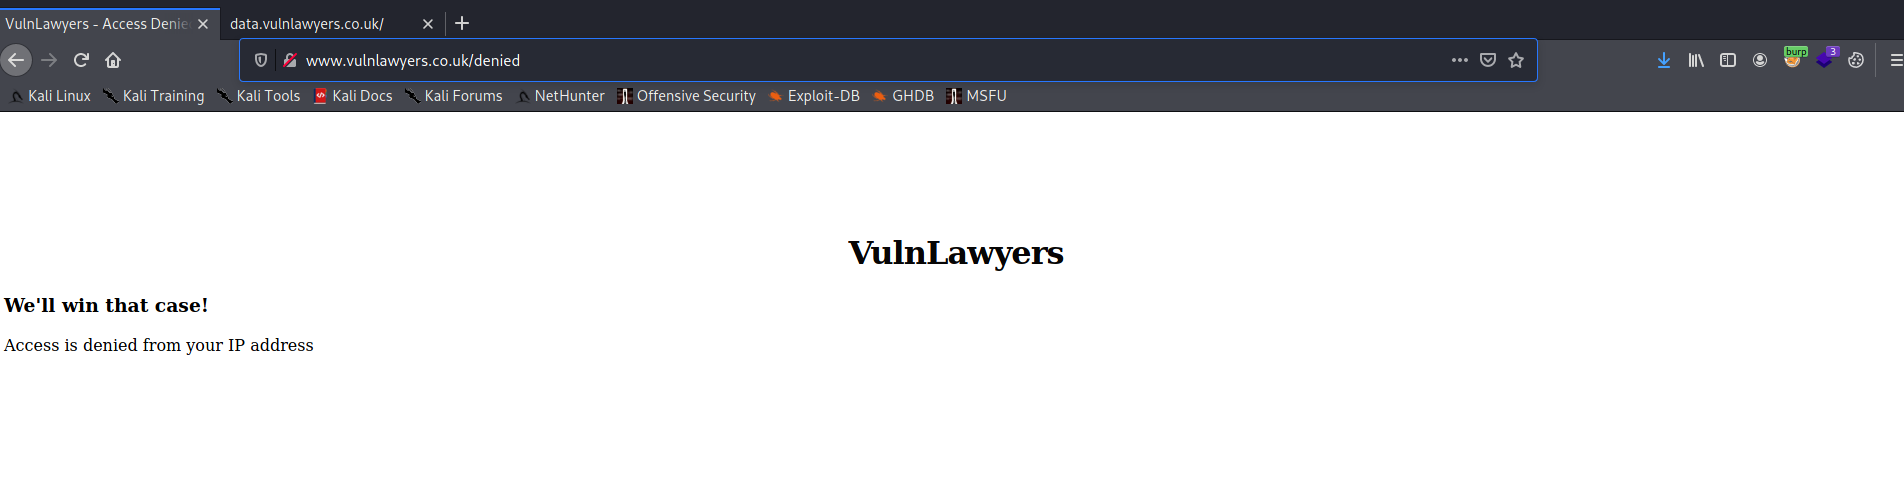 VulnLawyers - Access Denie
data.vulnlawyers.co.uk/
www.vulnlawyers.co.uk/denied
burp
3
Kali Linux Kali Training Kali Tools Kali Docs Kali Forums NetHunter Offensive Security Exploit-DB GHDB MSFU
VulnLawyers
We'll win that case!
Access is denied from your IP address